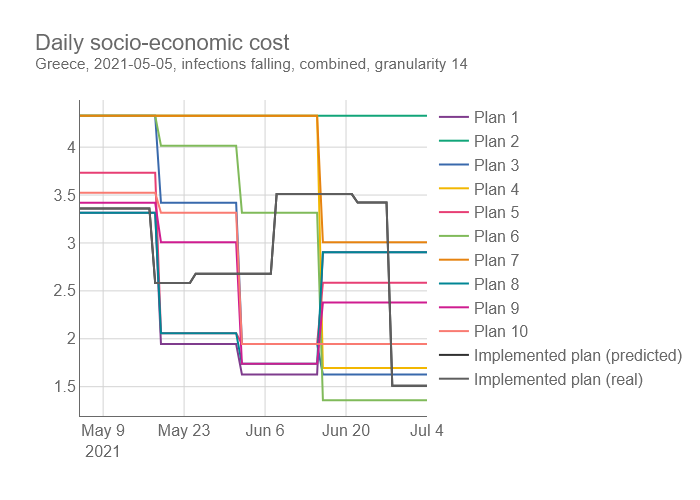 Daily socio-economic cost
Greece, 2021-05-05, infections falling, combined, granularity 14
4
3.5
3
2.5
2
1.5
May 9
2021
May 23
Jun 6
Jun 20
Jul 4
Plan 1
Plan 2
Plan 3
Plan 4
Plan 5
Plan 6
Plan 7
Plan 8
Plan 9
Plan 10
Implemented plan (predicted)
Implemented plan (real)